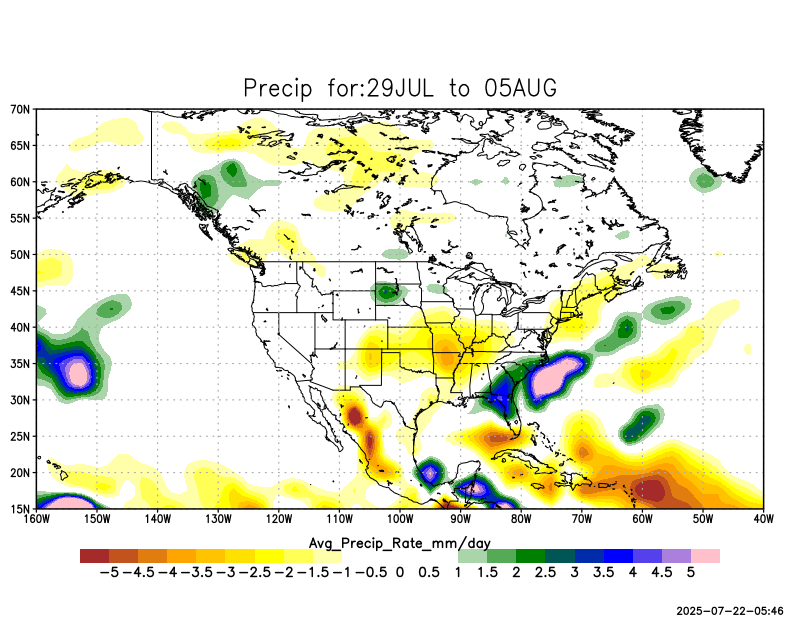 Precip for:29JUL to 05AUG
70N
65N
60N
55N
50N
45N
40N
35N
30N
25N
20N
15N
160W 150W 140W 130W 120W 110W 100W 90W 80W 70W 60W 50W 40W
Avg_Precip_Rate_mm/day
−5 −4.5 −4 −3.5 −3 −2.5 −2 −1.5 −1 −0.5 0 0.5 1 1.5 2 2.5 3 3.5 4 4.5 5
2025-07-22-05:46